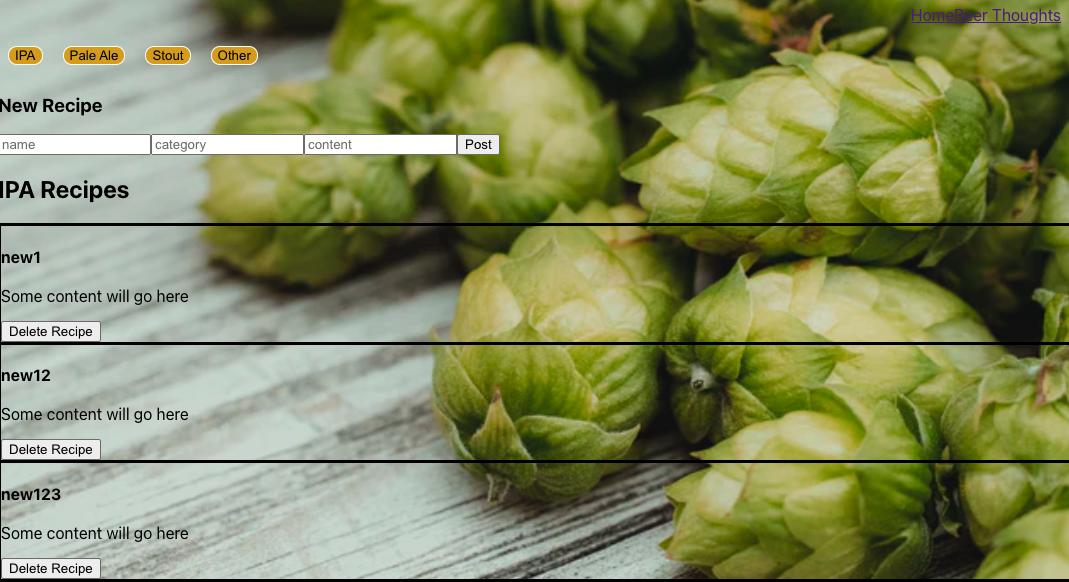 HomeBeer Thoughts
IPA Pale Ale Stout Other
New Recipe
name category content Post
IPA Recipes
new1
Some content will go here
Delete Recipe
new12
Some content will go here
Delete Recipe
new123
Some content will go here
Delete Recipe